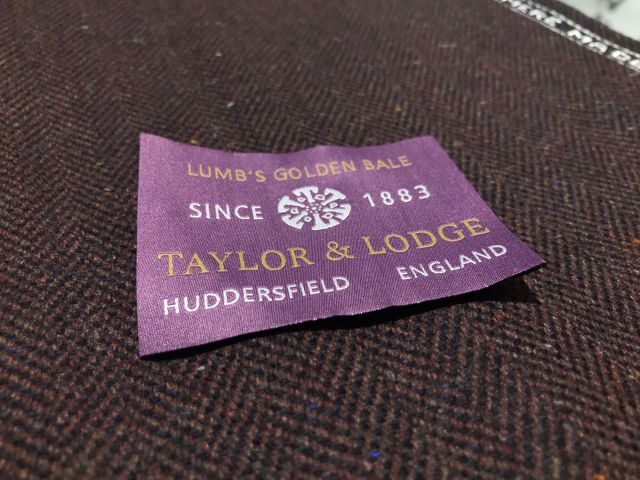 LUMB'S GOLDEN BALE
SINCE 1883
TAYLOR & LODGE
HUDDERSFIELD ENGLAND